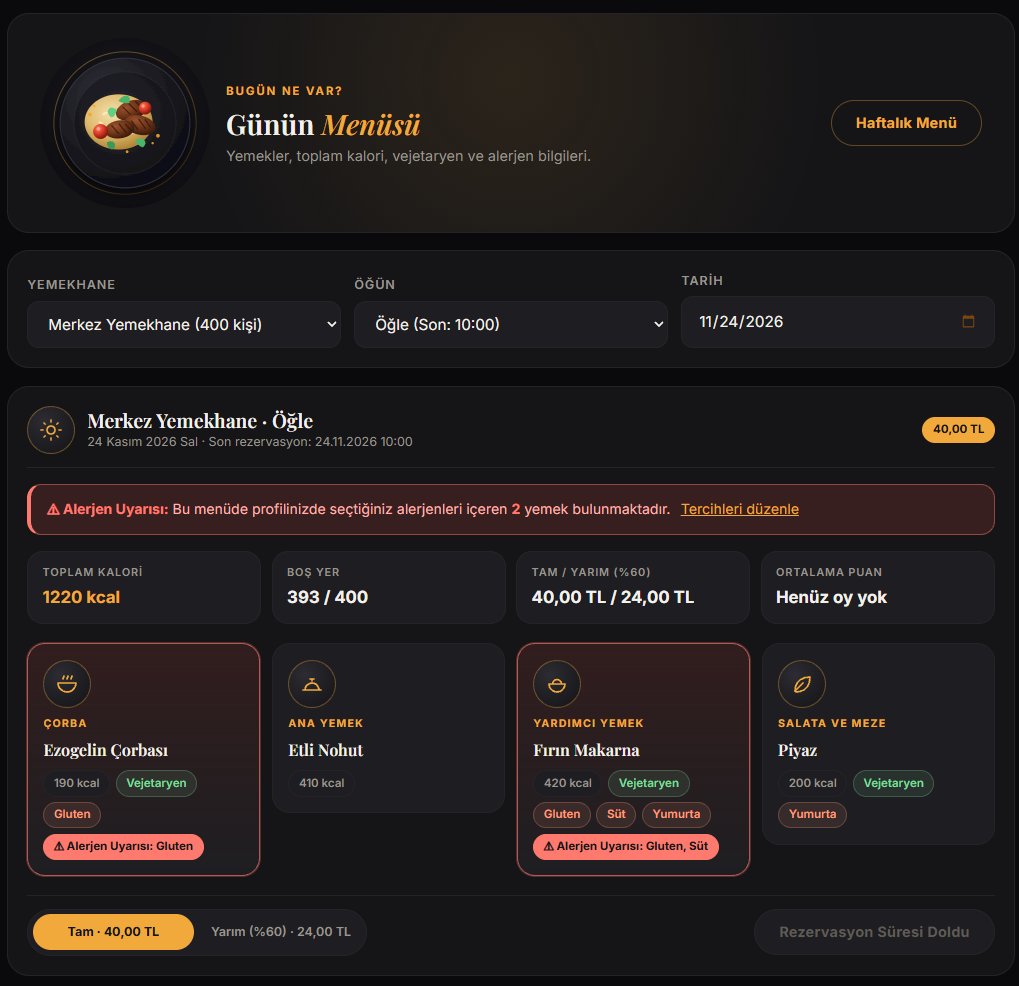 BUGÜN NE VAR?
Günün Menüsü
Yemekler, toplam kalori, vejetaryen ve alerjen bilgileri.
Haftalık Menü
YEMEKHANE
Merkez Yemekhane (400 kişi)
ÖĞÜN
Öğle (Son: 10:00)
TARİH
11/24/2026
Merkez Yemekhane · Öğle
24 Kasım 2026 Sal · Son rezervasyon: 24.11.2026 10:00
40,00 TL
⚠ Alerjen Uyarısı: Bu menüde profilinizde seçtiğiniz alerjenleri içeren 2 yemek bulunmaktadır. Tercihleri düzenle
TOPLAM KALORİ
1220 kcal
BOŞ YER
393 / 400
TAM / YARIM (%60)
40,00 TL / 24,00 TL
ORTALAMA PUAN
Henüz oy yok
ÇORBA
Ezogelin Çorbası
190 kcal Vejetaryen
Gluten
⚠ Alerjen Uyarısı: Gluten
ANA YEMEK
Etli Nohut
410 kcal
YARDIMCI YEMEK
Fırın Makarna
420 kcal Vejetaryen
Gluten Süt Yumurta
⚠ Alerjen Uyarısı: Gluten, Süt
SALATA VE MEZE
Piyaz
200 kcal Vejetaryen
Yumurta
Tam · 40,00 TL
Yarım (%60) · 24,00 TL
Rezervasyon Süresi Doldu